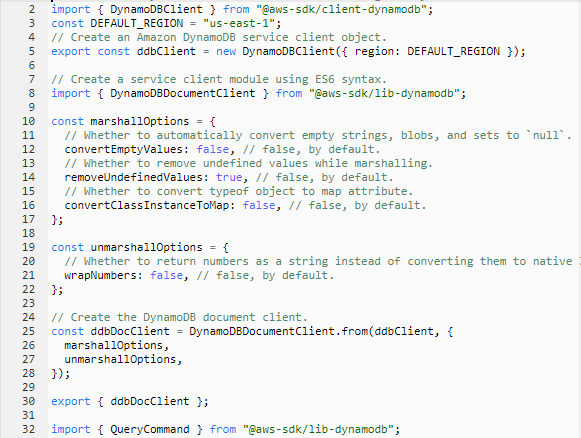 2 import { DynamoDBClient } from "@aws-sdk/client-dynamodb";
3 const DEFAULT_REGION = "us-east-1";
4 // Create an Amazon DynamoDB service client object.
5 export const ddbClient = new DynamoDBClient({ region: DEFAULT_REGION });
6
7 // Create a service client module using ES6 syntax.
8 import { DynamoDBDocumentClient } from "@aws-sdk/lib-dynamodb";
9
10 const marshallOptions = {
11   // Whether to automatically convert empty strings, blobs, and sets to `null`.
12   convertEmptyValues: false, // false, by default.
13   // Whether to remove undefined values while marshalling.
14   removeUndefinedValues: true, // false, by default.
15   // Whether to convert typeof object to map attribute.
16   convertClassInstanceToMap: false, // false, by default.
17 };
18
19 const unmarshallOptions = {
20   // Whether to return numbers as a string instead of converting them to native
21   wrapNumbers: false, // false, by default.
22 };
23
24 // Create the DynamoDB document client.
25 const ddbDocClient = DynamoDBDocumentClient.from(ddbClient, {
26   marshallOptions,
27   unmarshallOptions,
28 });
29
30 export { ddbDocClient };
31
32 import { QueryCommand } from "@aws-sdk/lib-dynamodb";